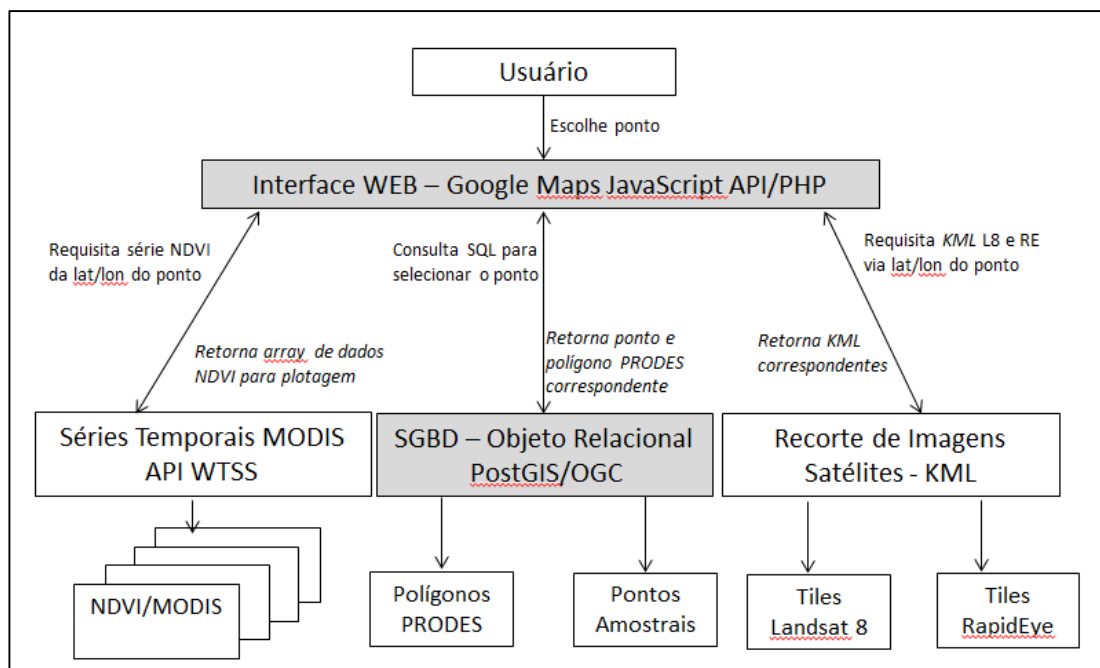 Usuário
Escolhe ponto
Interface WEB – Google Maps JavaScript API/PHP
Requisita série NDVI
da lat/lon do ponto
Consulta SQL para
selecionar o ponto
Requisita KML L8 e RE
via lat/lon do ponto
Retorna array de dados
NDVI para plotagem
Retorna ponto e
polígono PRODES
correspondente
Retorna KML
correspondentes
Séries Temporais MODIS
API WTSS
SGBD – Objeto Relacional
PostGIS/OGC
Recorte de Imagens
Satélites - KML
NDVI/MODIS
Polígonos
PRODES
Pontos
Amostrais
Tiles
Landsat 8
Tiles
RapidEye